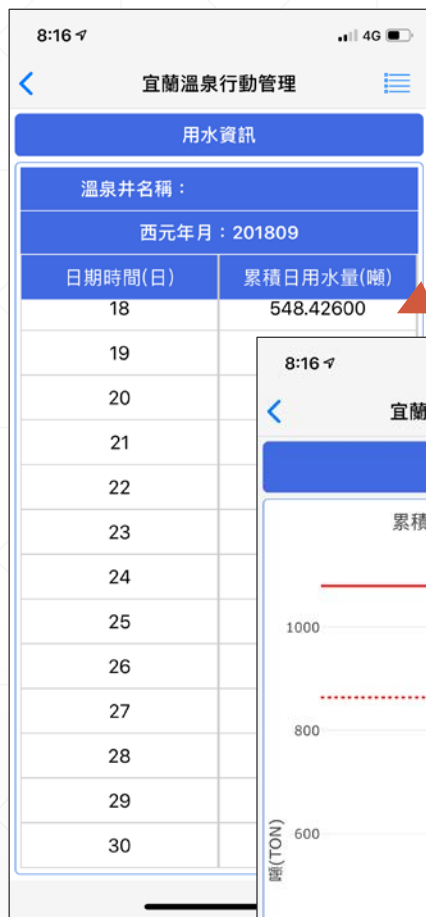 8:16
4G
宜蘭溫泉行動管理
用水資訊
溫泉井名稱：
西元年月：201809
日期時間(日) 累積日用水量(噸)
18 548.42600
19
20
21
22
23
24
25
26
27
28
29
30
8:16
宜蘭
累積
1000
800
600
噸(TON)